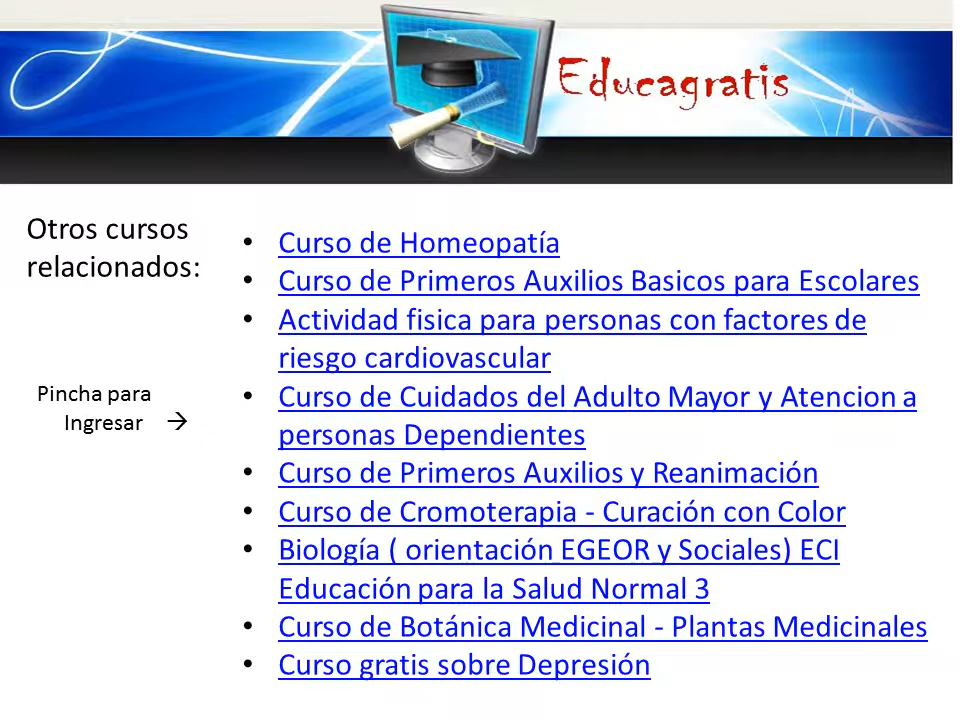 Educagratis
Otros cursos
relacionados:
Pincha para
Ingresar →
• Curso de Homeopatía
• Curso de Primeros Auxilios Basicos para Escolares
• Actividad fisica para personas con factores de
riesgo cardiovascular
• Curso de Cuidados del Adulto Mayor y Atencion a
personas Dependientes
• Curso de Primeros Auxilios y Reanimación
• Curso de Cromoterapia - Curación con Color
• Biología ( orientación EGEOR y Sociales) ECI
Educación para la Salud Normal 3
• Curso de Botánica Medicinal - Plantas Medicinales
• Curso gratis sobre Depresión